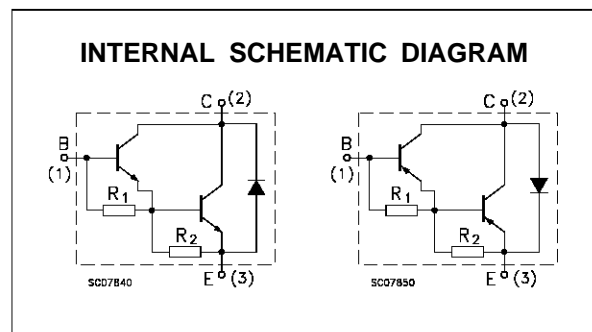 INTERNAL SCHEMATIC DIAGRAM
C (2)
B
(1)
R1
R2
SC07840
E (3)
C (2)
B
(1)
R1
R2
SC07850
E (3)